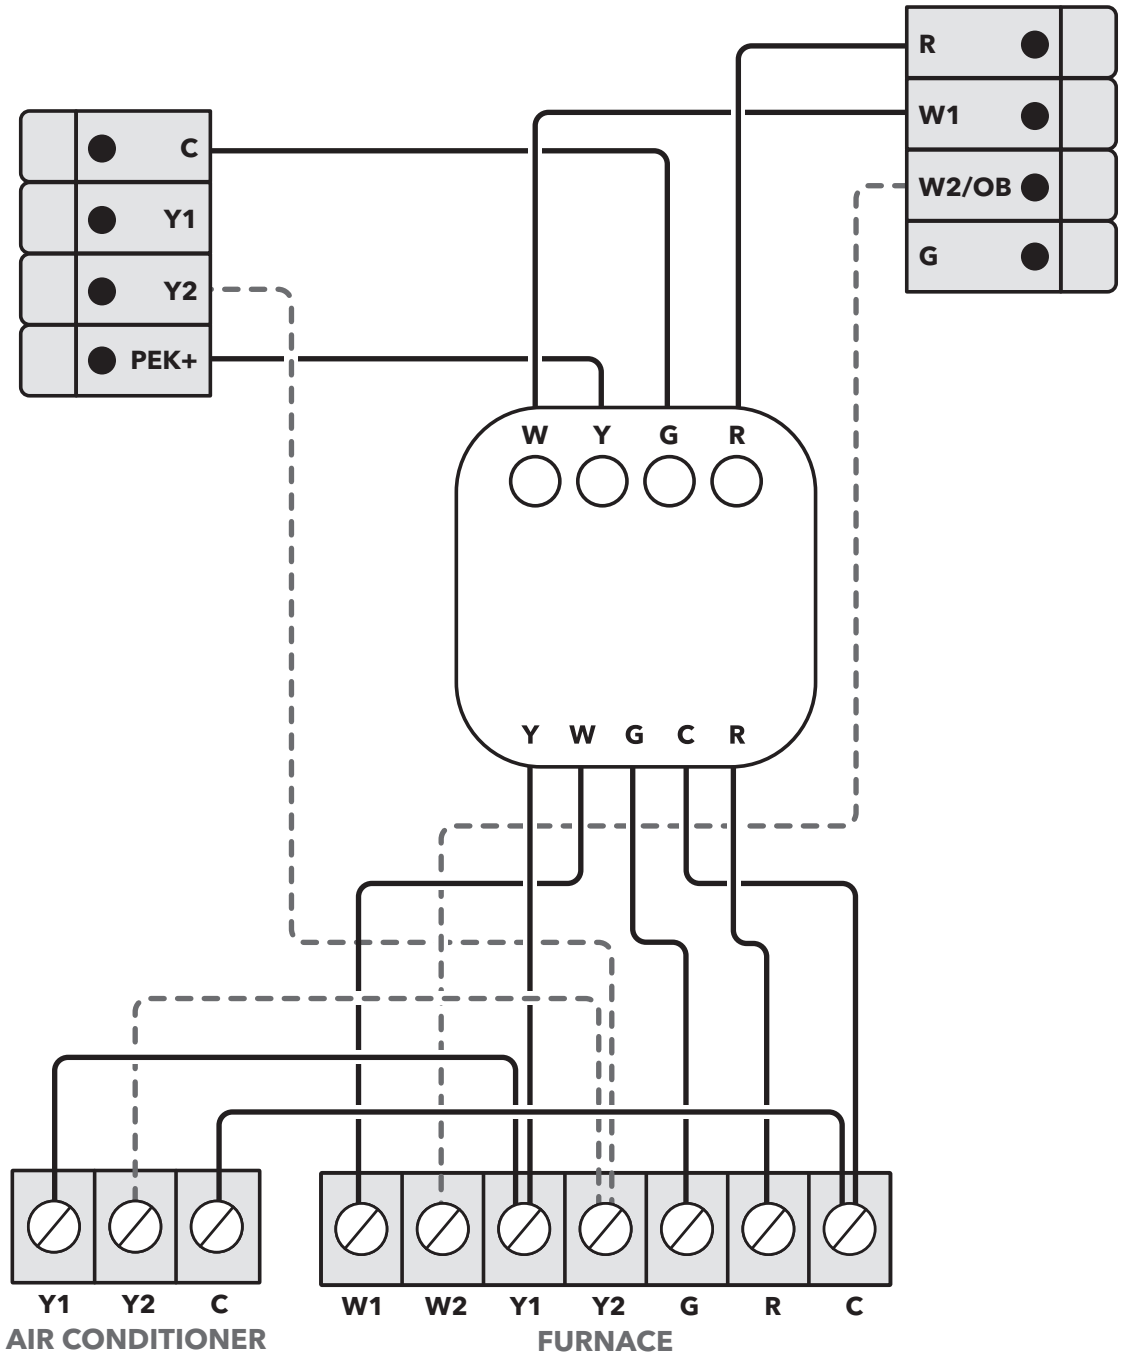 R
W1
W2/OB
G
C
Y1
Y2
PEK+
W Y G R
Y W G C R
Y1 Y2 C
AIR CONDITIONER
W1 W2 Y1 Y2 G R C
FURNACE